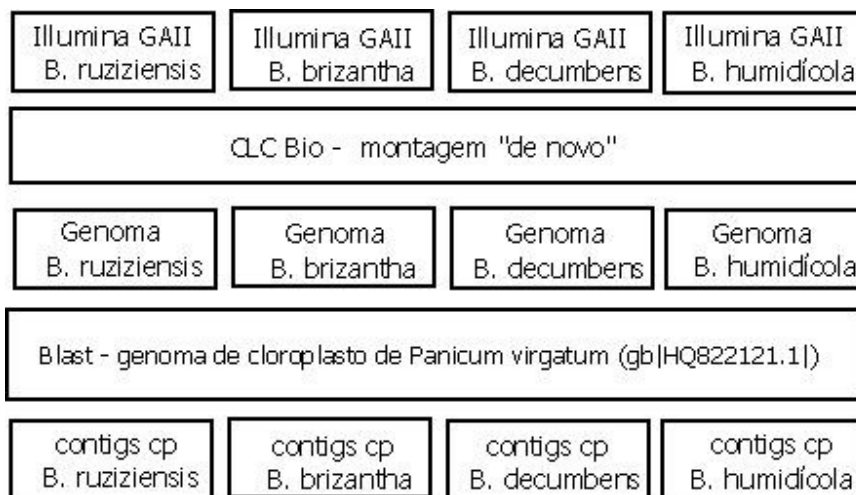 Illumina GAII
B. ruziziensis
Illumina GAII
B. brizantha
Illumina GAII
B. decumbens
Illumina GAII
B. humidícola
CLC Bio - montagem "de novo"
Genoma
B. ruziziensis
Genoma
B. brizantha
Genoma
B. decumbens
Genoma
B. humidícola
Blast - genoma de cloroplasto de Panicum virgatum (gb|HQ822121.1|)
contigs cp
B. ruziziensis
contigs cp
B. brizantha
contigs cp
B. decumbens
contigs cp
B. humidícola